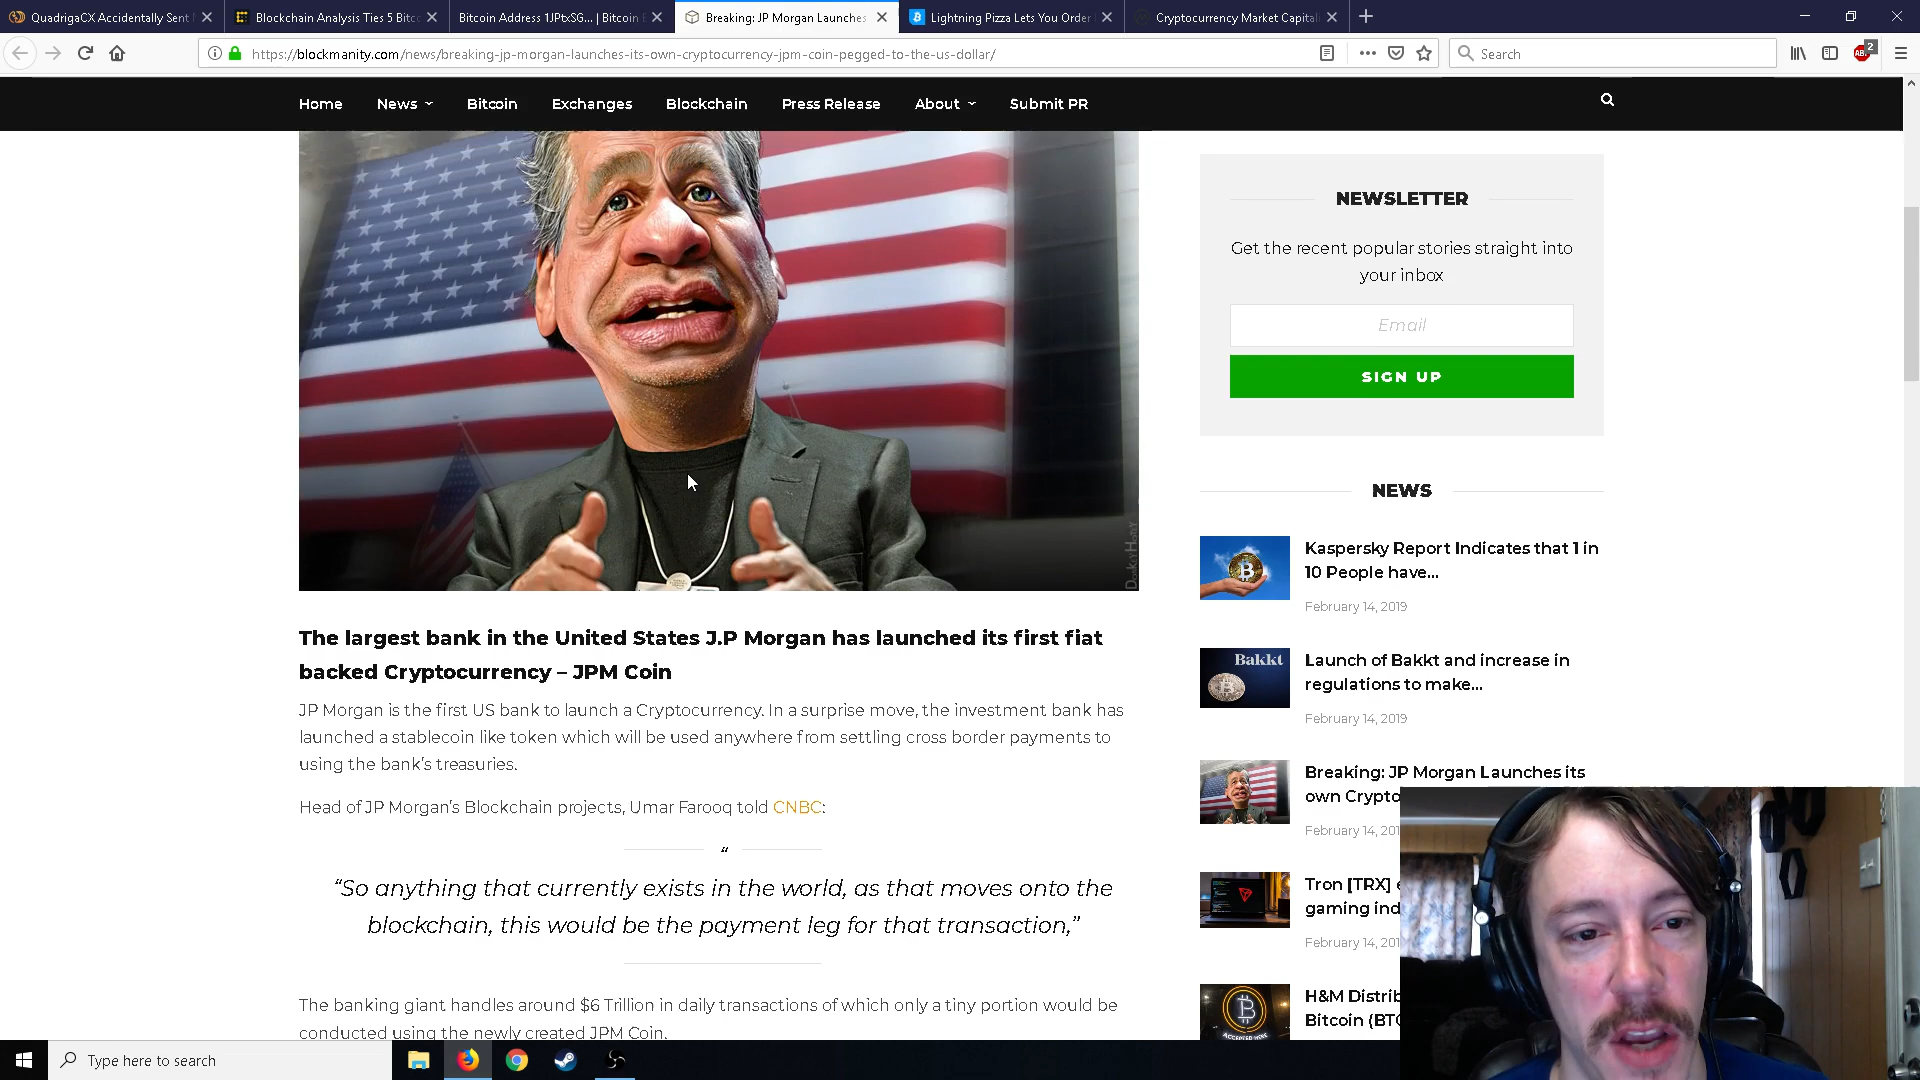 QuadrigaCX Accidentally Sent
Blockchain Analysis Ties 5 Bitco
Bitcoin Address 1JPtxSG... | Bitcoin
Breaking: JP Morgan Launches
Lightning Pizza Lets You Order
Cryptocurrency Market Capital
https://blockmanity.com/news/breaking-jp-morgan-launches-its-own-cryptocurrency-jpm-coin-pegged-to-the-us-dollar/
Search
2
Home
News
Bitcoin
Exchanges
Blockchain
Press Release
About
Submit PR
DonkeyHotey
The largest bank in the United States J.P Morgan has launched its first fiat
backed Cryptocurrency – JPM Coin
JP Morgan is the first US bank to launch a Cryptocurrency. In a surprise move, the investment bank has
launched a stablecoin like token which will be used anywhere from settling cross border payments to
using the bank’s treasuries.
Head of JP Morgan’s Blockchain projects, Umar Farooq told CNBC:
“
“So anything that currently exists in the world, as that moves onto the
blockchain, this would be the payment leg for that transaction,”
The banking giant handles around $6 Trillion in daily transactions of which only a tiny portion would be
conducted using the newly created JPM Coin.
NEWSLETTER
Get the recent popular stories straight into
your inbox
Email
SIGN UP
NEWS
Kaspersky Report Indicates that 1 in
10 People have...
February 14, 2019
Bakkt
Launch of Bakkt and increase in
regulations to make...
February 14, 2019
Breaking: JP Morgan Launches its
own Crypto
February 14, 201
Tron [TRX] e
gaming ind
February 14, 201
ACCEPTED HERE
H&M Distrib
Bitcoin (BTC
Type here to search